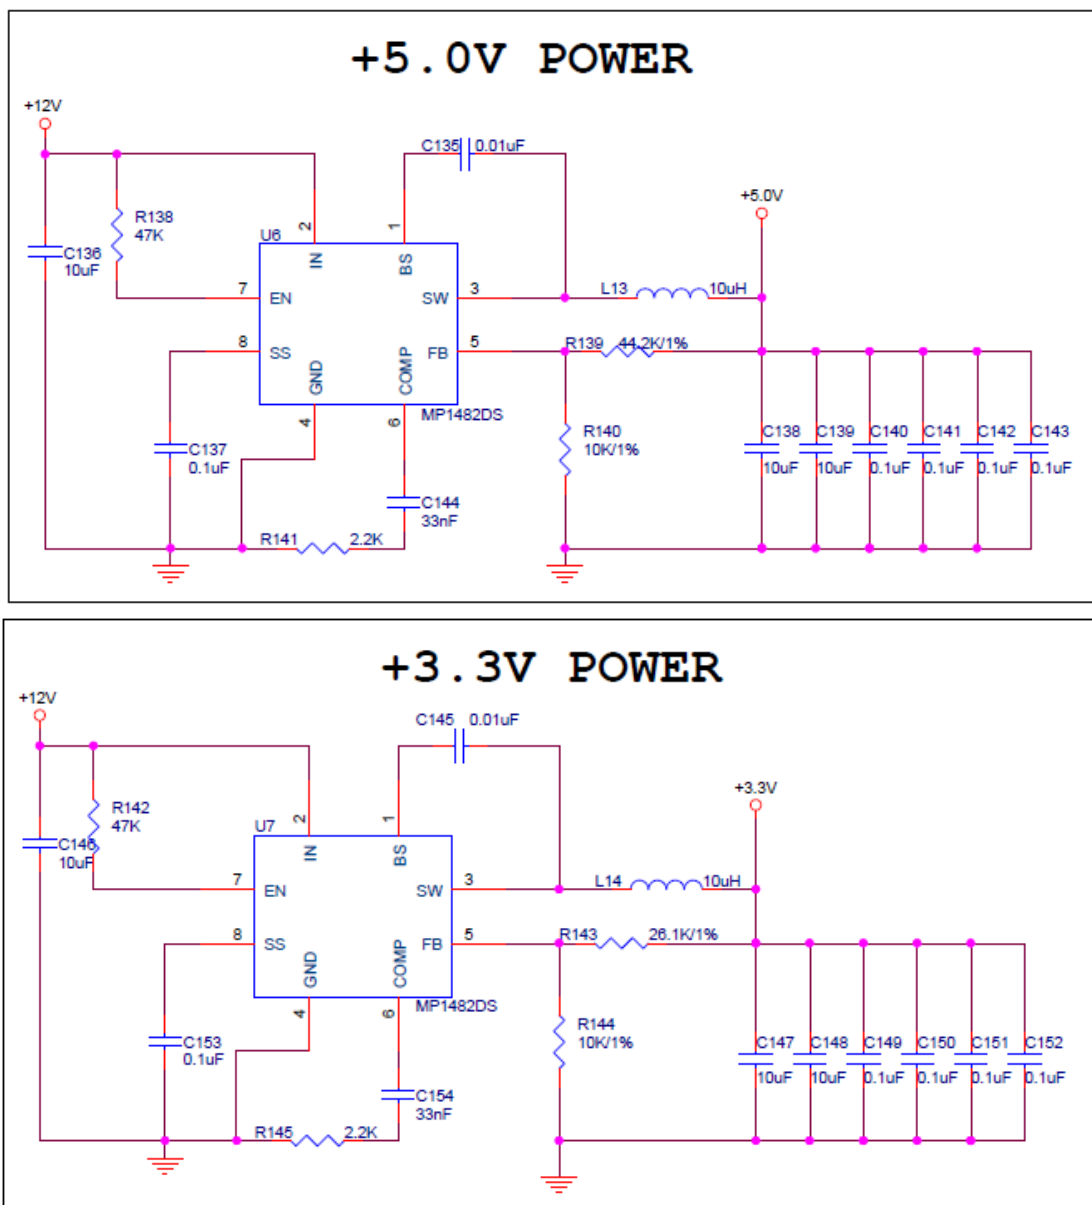 +5.0V POWER
+12V
C135 0.01uF
R138
47K
C136
10uF
U6
2
1
IN
BS
+5.0V
7 EN
SW 3
L13 10uH
8 SS
FB 5
R139 44.2K/1%
GND
COMP
4
6
MP1482DS
C137
0.1uF
R140
10K/1%
C138 C139 C140 C141 C142 C143
10uF 10uF 0.1uF 0.1uF 0.1uF 0.1uF
C144
33nF
R141 2.2K
+3.3V POWER
+12V
C145 0.01uF
R142
47K
C146
10uF
U7
2
1
IN
BS
+3.3V
7 EN
SW 3
L14 10uH
8 SS
FB 5
R143 26.1K/1%
GND
COMP
4
6
MP1482DS
C153
0.1uF
R144
10K/1%
C147 C148 C149 C150 C151 C152
10uF 10uF 0.1uF 0.1uF 0.1uF 0.1uF
C154
33nF
R145 2.2K